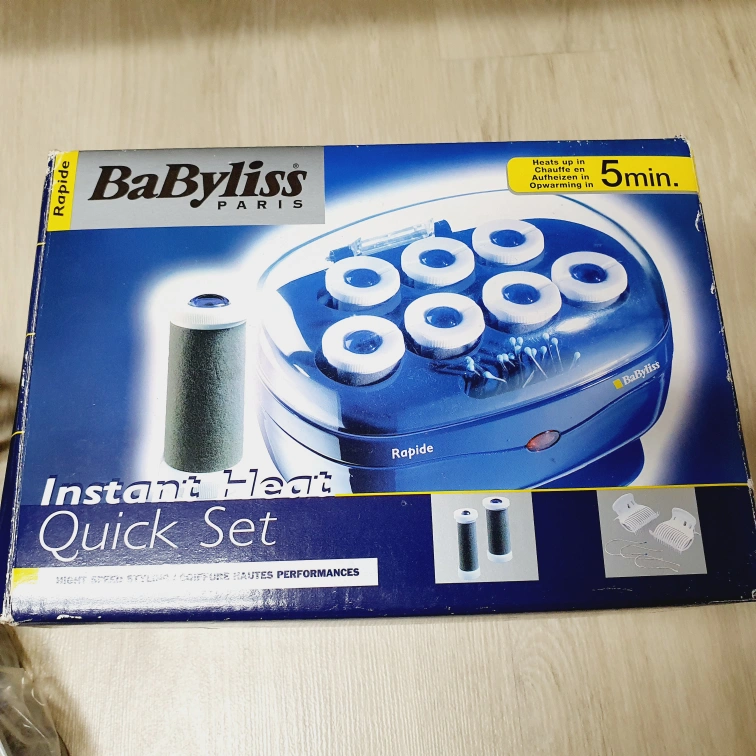 Rapide
BaByliss®
PARIS
Heats up in
Chauffe en
Aufheizen in
Opwarming in
5min.
BaByliss
Rapide
Instant Heat
Quick Set
HIGHT SPEED STYLING / COIFFURE HAUTES PERFORMANCES